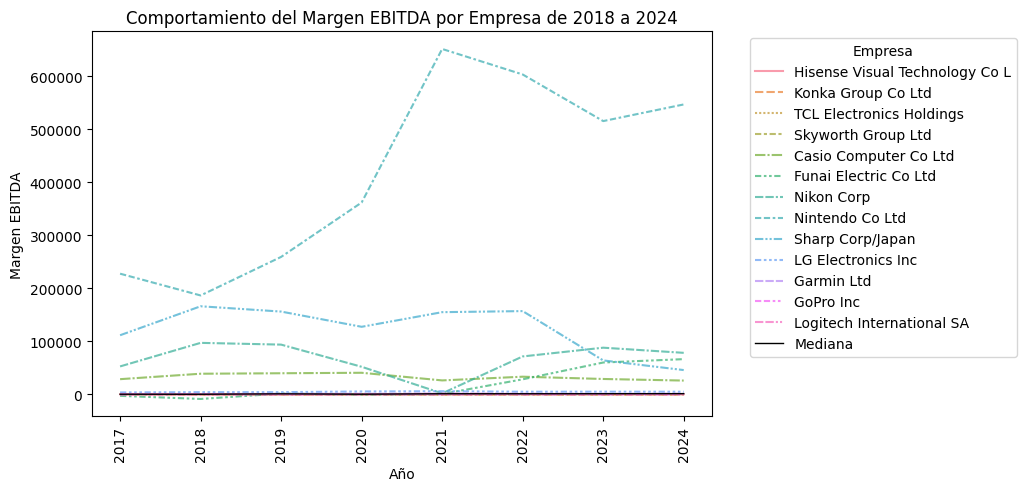 Comportamiento del Margen EBITDA por Empresa de 2018 a 2024
Margen EBITDA
600000
500000
400000
300000
200000
100000
0
2017
2018
2019
2020
2021
2022
2023
2024
Año
Empresa
Hisense Visual Technology Co L
Konka Group Co Ltd
TCL Electronics Holdings
Skyworth Group Ltd
Casio Computer Co Ltd
Funai Electric Co Ltd
Nikon Corp
Nintendo Co Ltd
Sharp Corp/Japan
LG Electronics Inc
Garmin Ltd
GoPro Inc
Logitech International SA
Mediana